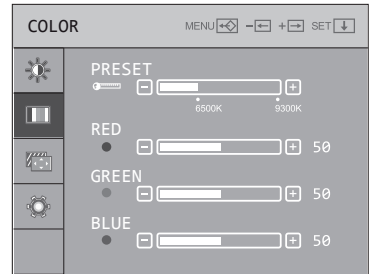 COLOR MENU - + SET
PRESET
- +
6500K 9300K
RED
- + 50
GREEN
- + 50
BLUE
- + 50